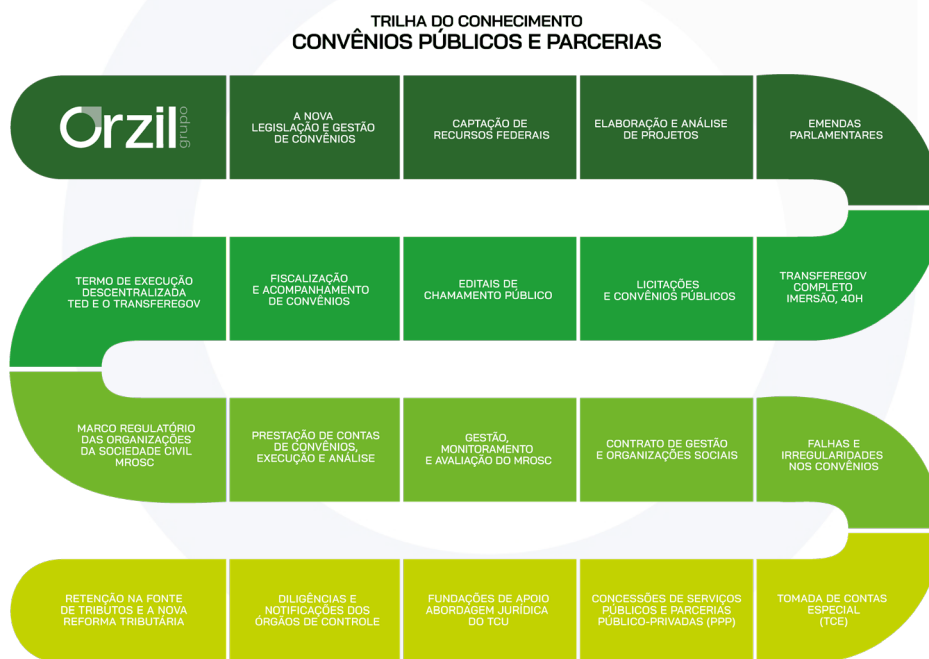 TRILHA DO CONHECIMENTO
CONVÊNIOS PÚBLICOS E PARCERIAS
Orzil
grupo
A NOVA
LEGISLAÇÃO E GESTÃO
DE CONVÊNIOS
CAPTAÇÃO DE
RECURSOS FEDERAIS
ELABORAÇÃO E ANÁLISE
DE PROJETOS
EMENDAS
PARLAMENTARES
TERMO DE EXECUÇÃO
DESCENTRALIZADA
TED E O TRANSFEREGOV
FISCALIZAÇÃO
E ACOMPANHAMENTO
DE CONVÊNIOS
EDITAIS DE
CHAMAMENTO PÚBLICO
LICITAÇÕES
E CONVÊNIOS PÚBLICOS
TRANSFEREGOV
COMPLETO
IMERSÃO, 40H
MARCO REGULATÓRIO
DAS ORGANIZAÇÕES
DA SOCIEDADE CIVIL
MROSC
PRESTAÇÃO DE CONTAS
DE CONVÊNIOS,
EXECUÇÃO E ANÁLISE
GESTÃO,
MONITORAMENTO
E AVALIAÇÃO DO MROSC
CONTRATO DE GESTÃO
E ORGANIZAÇÕES SOCIAIS
FALHAS E
IRREGULARIDADES
NOS CONVÊNIOS
RETENÇÃO NA FONTE
DE TRIBUTOS E A NOVA
REFORMA TRIBUTÁRIA
DILIGÊNCIAS E
NOTIFICAÇÕES DOS
ÓRGÃOS DE CONTROLE
FUNDAÇÕES DE APOIO
ABORDAGEM JURÍDICA
DO TCU
CONCESSÕES DE SERVIÇOS
PÚBLICOS E PARCERIAS
PÚBLICO-PRIVADAS (PPP)
TOMADA DE CONTAS
ESPECIAL
(TCE)